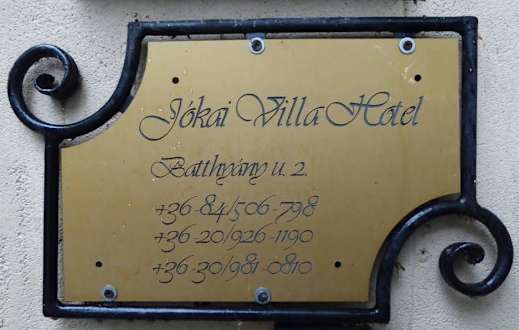 Jókai Villa Hotel
Batthyány u. 2.
+36-84/506-798
+36-20/926-1190
+36-30/981-0810